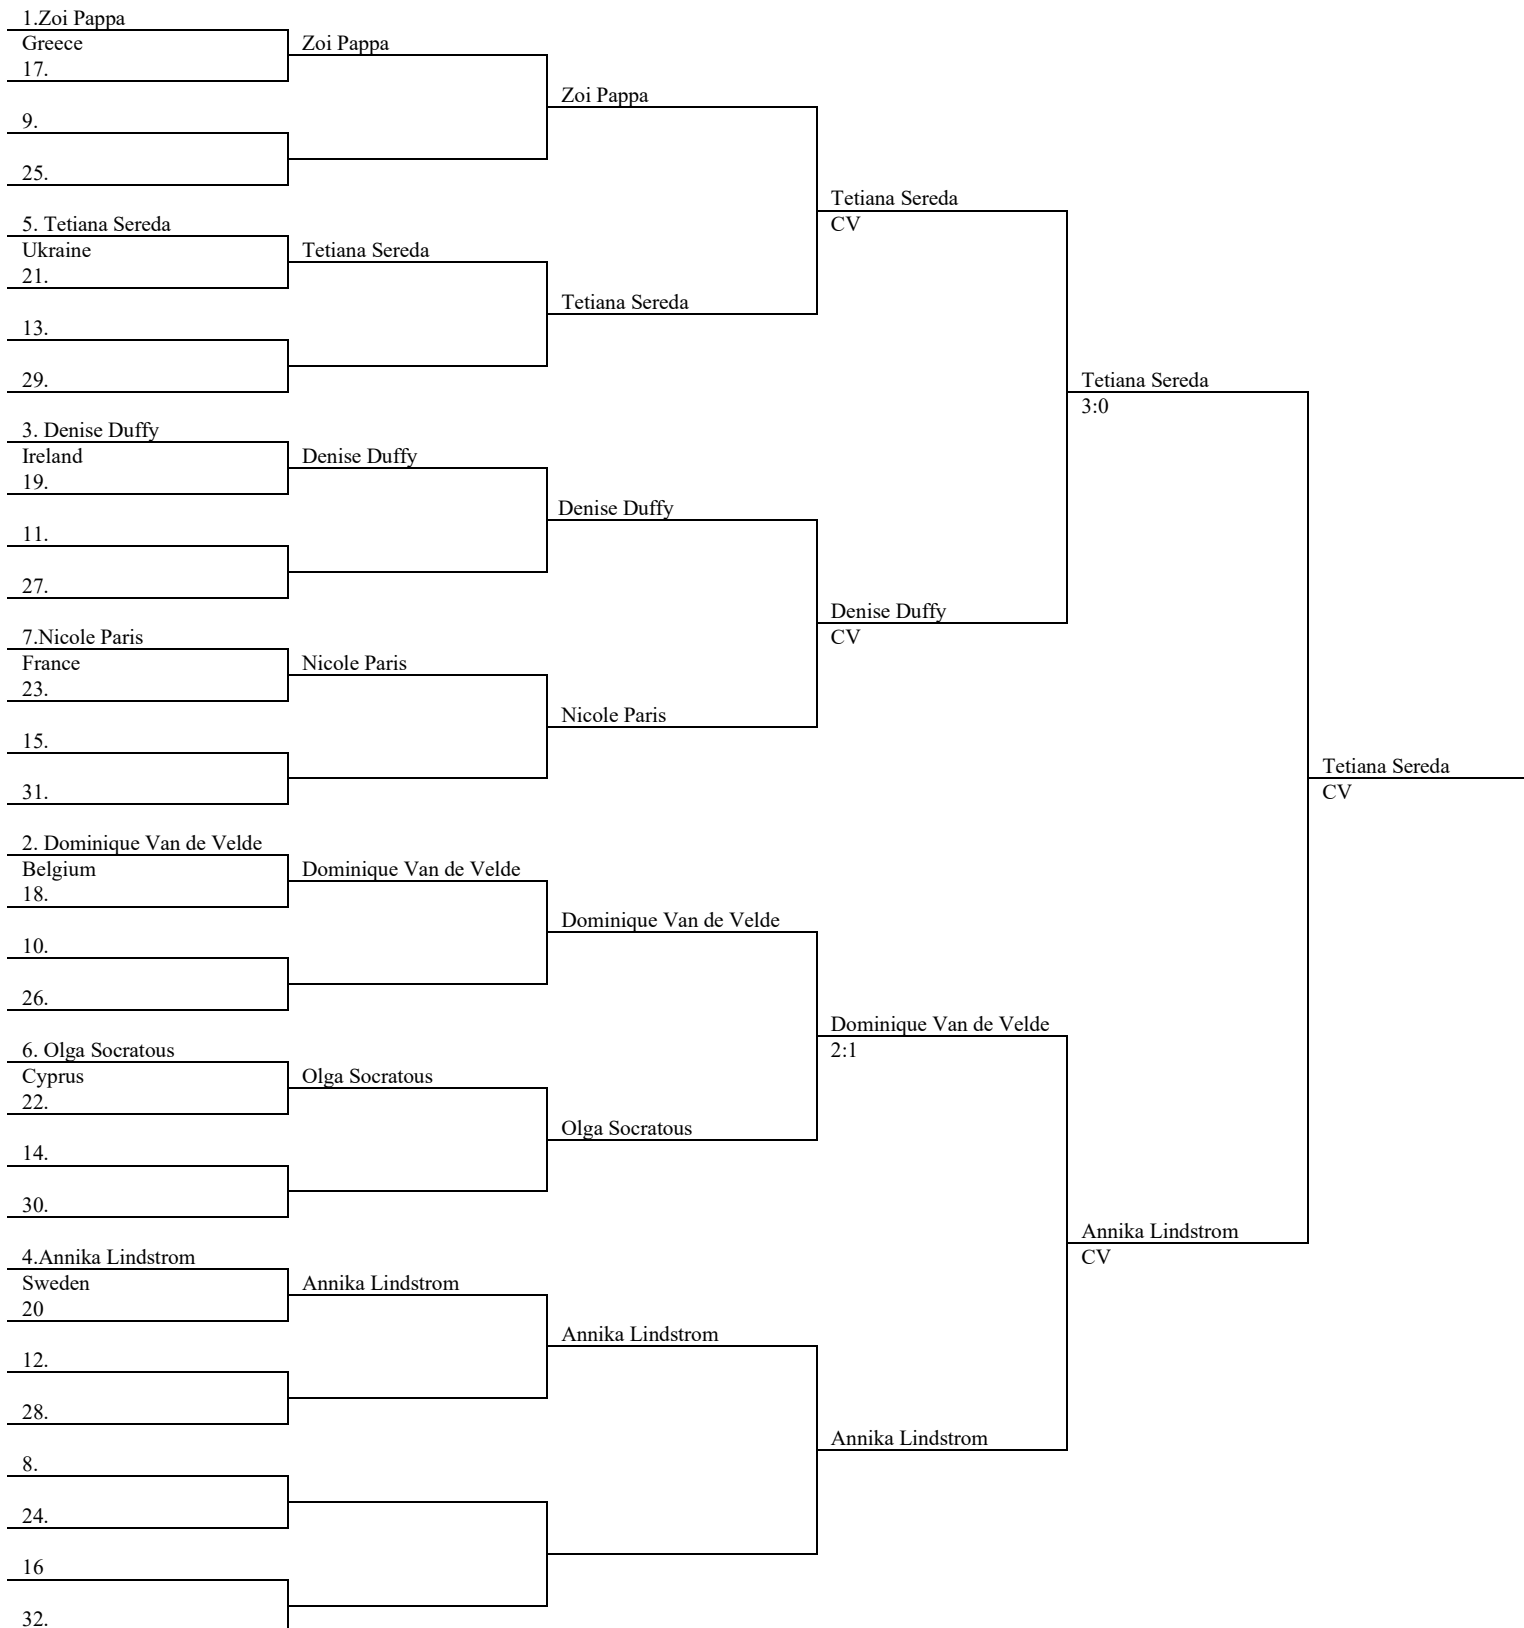 1.Zoi Pappa
Greece
17.
9.
25.
5. Tetiana Sereda
Ukraine
21.
13.
29.
3. Denise Duffy
Ireland
19.
11.
27.
7.Nicole Paris
France
23.
15.
31.
2. Dominique Van de Velde
Belgium
18.
10.
26.
6. Olga Socratous
Cyprus
22.
14.
30.
4.Annika Lindstrom
Sweden
20
12.
28.
8.
24.
16
32.
Zoi Pappa
Tetiana Sereda
Denise Duffy
Nicole Paris
Dominique Van de Velde
Olga Socratous
Annika Lindstrom
Zoi Pappa
Tetiana Sereda
Denise Duffy
Nicole Paris
Dominique Van de Velde
Olga Socratous
Annika Lindstrom
Tetiana Sereda
CV
Denise Duffy
CV
Dominique Van de Velde
2:1
Annika Lindstrom
Tetiana Sereda
3:0
Annika Lindstrom
CV
Tetiana Sereda
CV